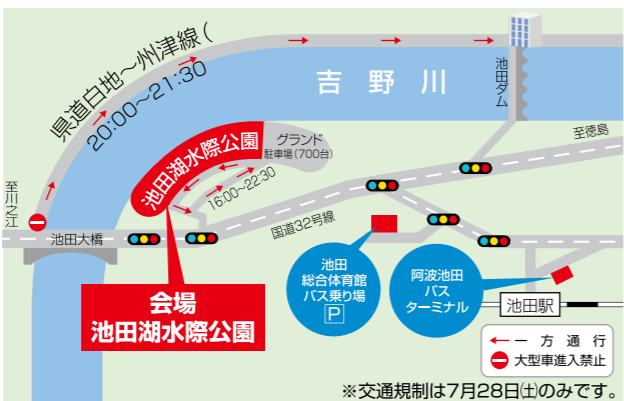 県道白地～州津線(
20:00～21:30
吉野川
池田ダム
至徳島
グランド
駐車場(700台)
池田湖水際公園
16:00～22:30
至川之江
池田大橋
国道32号線
会場
池田湖水際公園
池田
総合体育館
バス乗り場
P
阿波池田
バス
ターミナル
池田駅
一方通行
大型車進入禁止
※交通規制は7月28日㈯のみです。